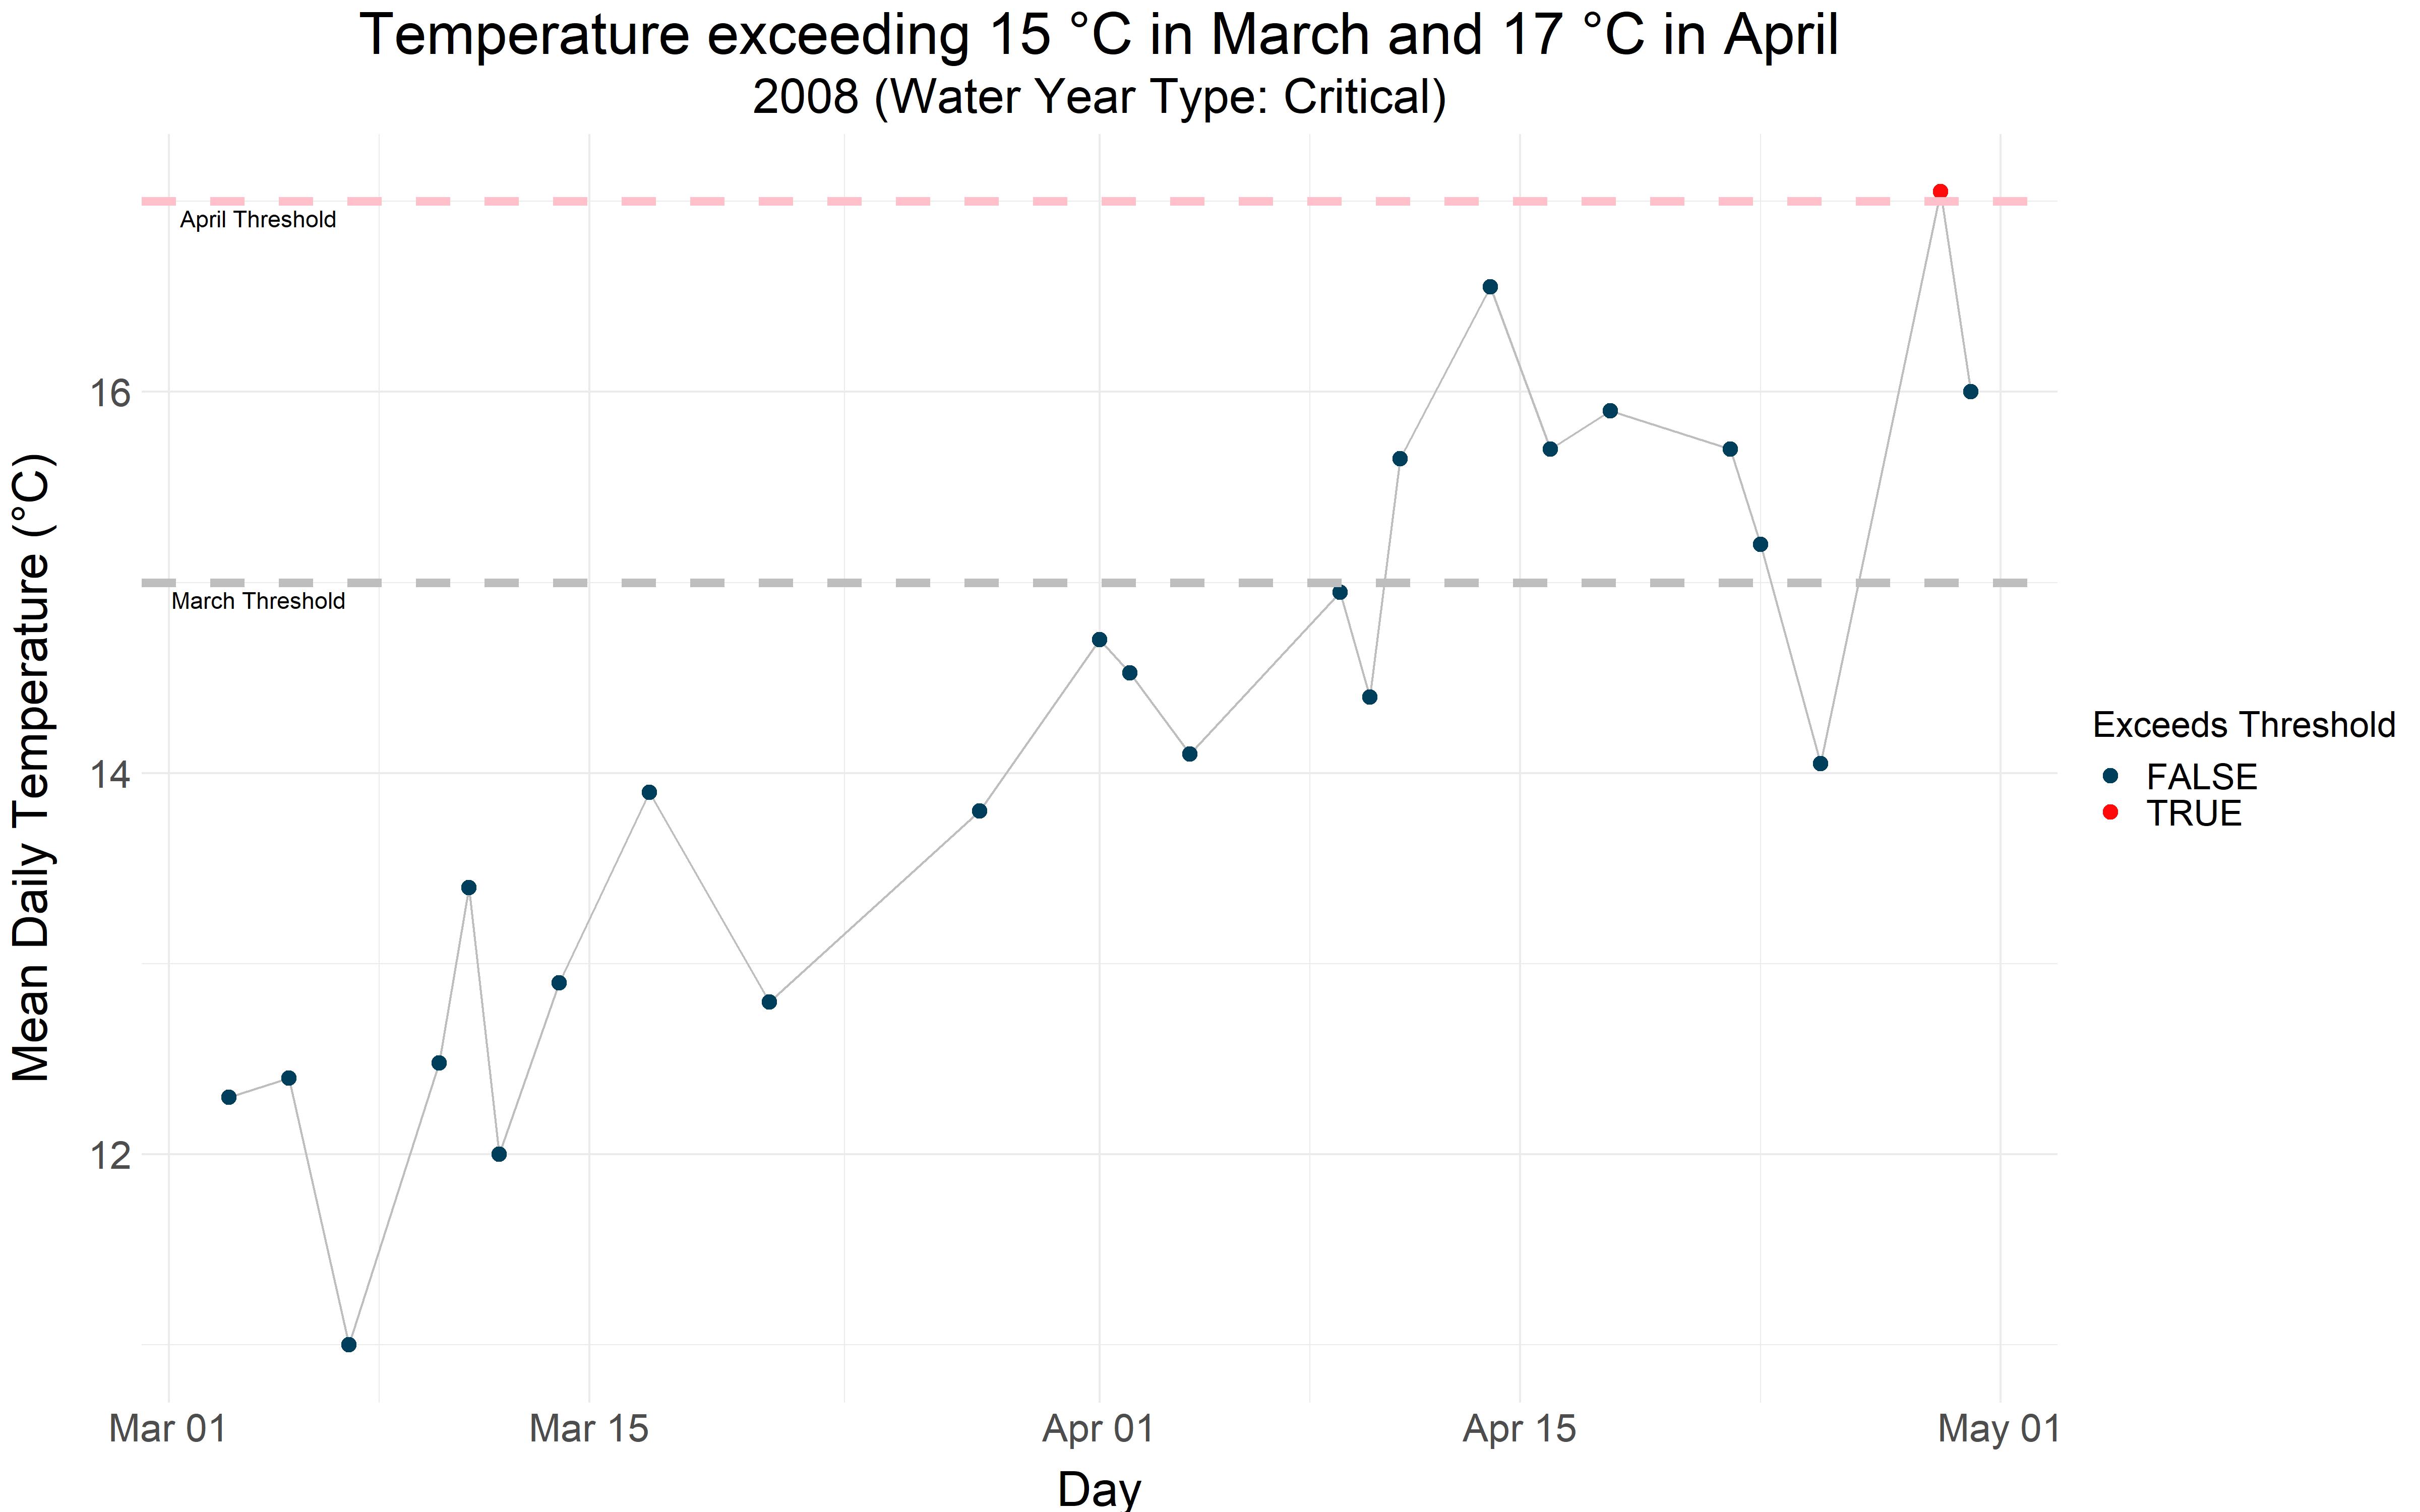 Temperature exceeding 15 °C in March and 17 °C in April
2008 (Water Year Type: Critical)
Mean Daily Temperature (°C)
16
14
12
April Threshold
March Threshold
Exceeds Threshold
FALSE
TRUE
Mar 01
Mar 15
Apr 01
Apr 15
May 01
Day